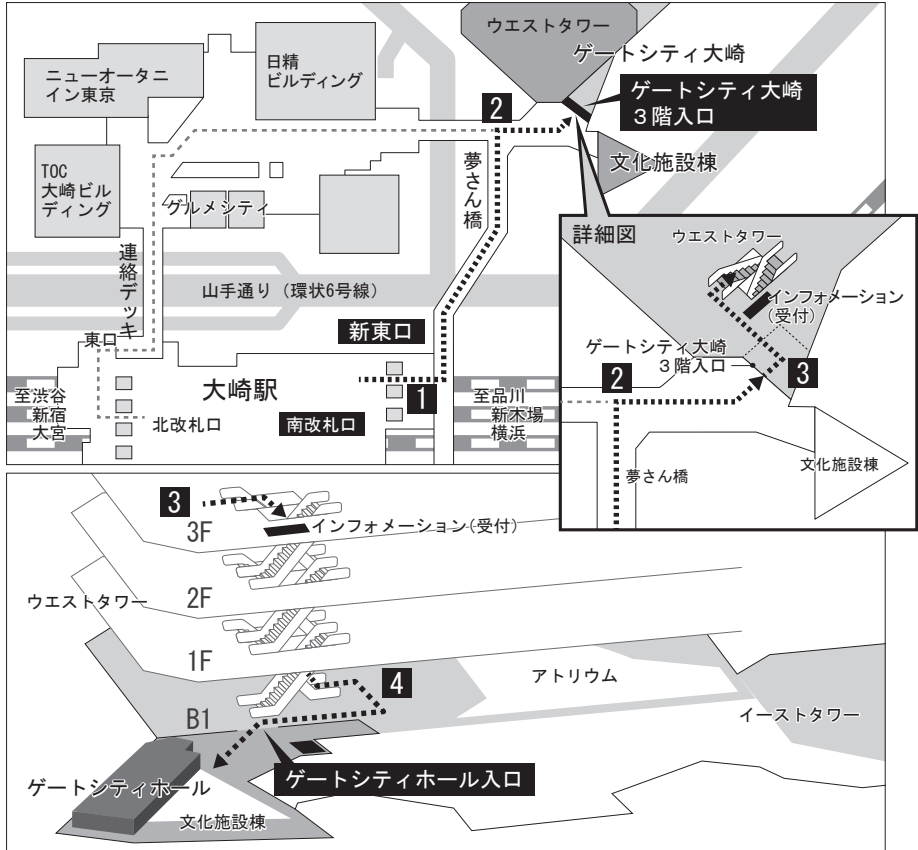 ウエストタワー
ゲートシティ大崎
ニューオータニ
イン東京
日精
ビルディング
ゲートシティ大崎
3階入口
2
文化施設棟
TOC
大崎ビル
ディング
夢さん橋
グルメシティ
連絡デッキ
山手通り（環状6号線）
東口
新東口
大崎駅
1
至渋谷
新宿
大宮
北改札口
南改札口
至品川
新木場
横浜
詳細図
ウエストタワー
インフォメーション
(受付)
ゲートシティ大崎
3階入口
2
3
夢さん橋
文化施設棟
3
3F
インフォメーション(受付)
ウエストタワー
2F
1F
4
アトリウム
B1
イーストタワー
ゲートシティホール入口
ゲートシティホール
文化施設棟